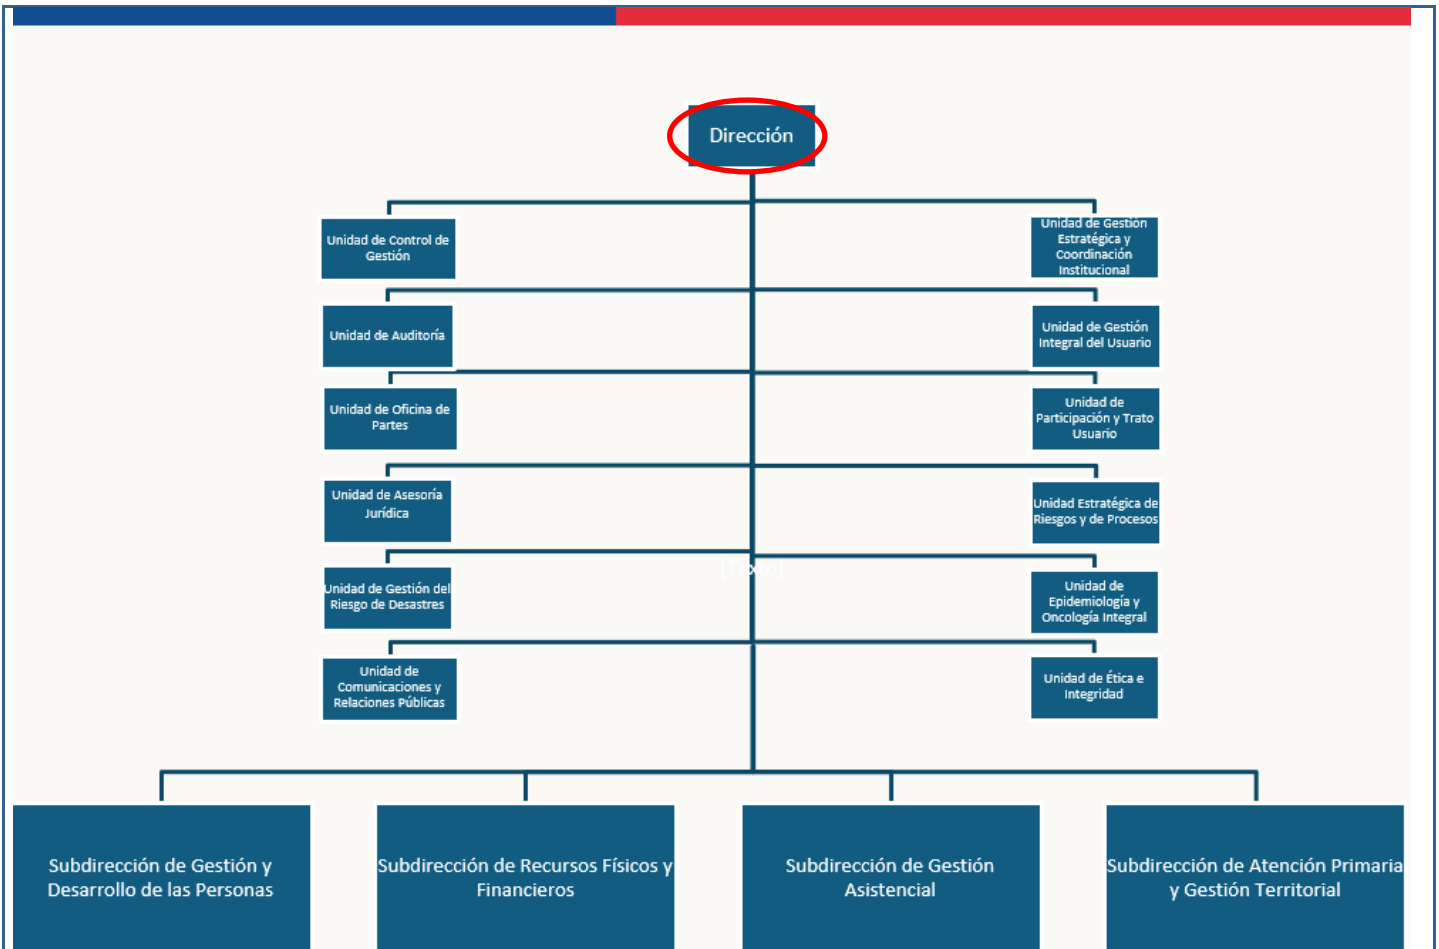 Dirección
Unidad de Control de
Gestión
Unidad de Gestión
Estratégica y
Coordinación
Institucional
Unidad de Auditoría
Unidad de Gestión
Integral del Usuario
Unidad de Oficina de
Partes
Unidad de
Participación y Trato
Usuario
Unidad de Asesoría
Jurídica
Unidad Estratégica de
Riesgos y de Procesos
[Texto]
Unidad de Gestión del
Riesgo de Desastres
Unidad de
Epidemiología y
Oncología Integral
Unidad de
Comunicaciones y
Relaciones Públicas
Unidad de Ética e
Integridad
Subdirección de Gestión y
Desarrollo de las Personas
Subdirección de Recursos Físicos y
Financieros
Subdirección de Gestión
Asistencial
Subdirección de Atención Primaria
y Gestión Territorial